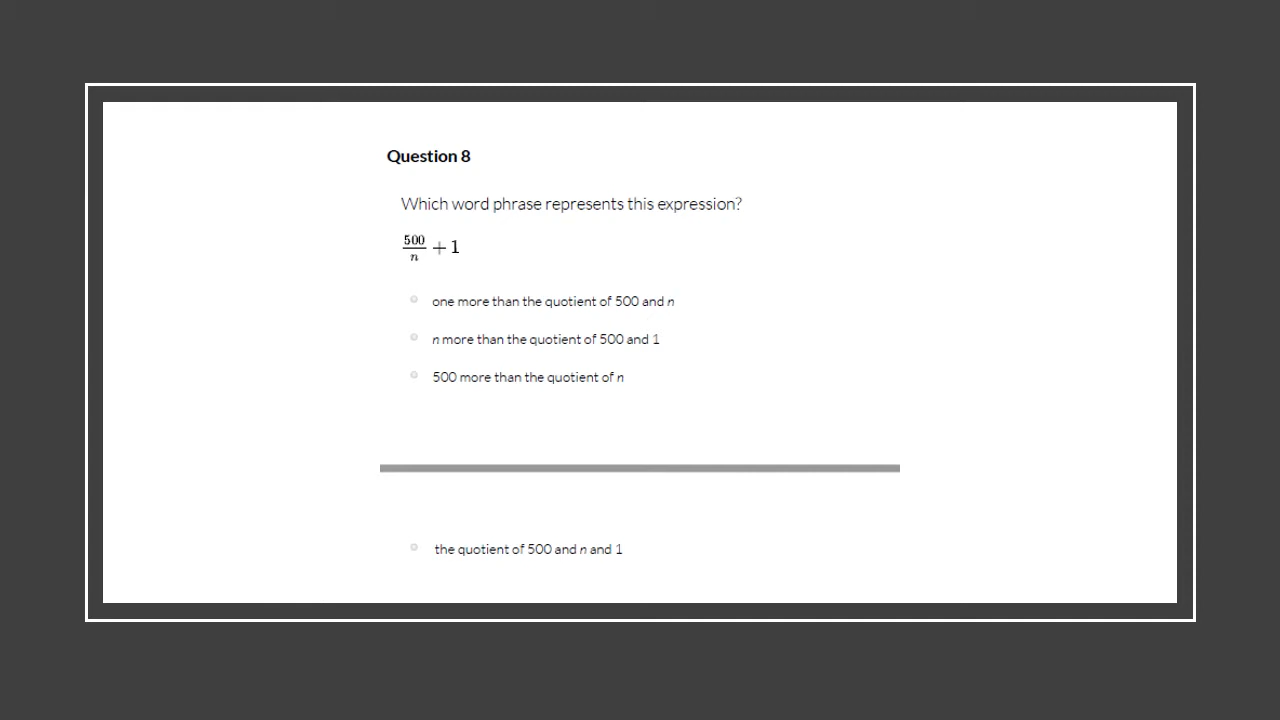 Question 8
Which word phrase represents this expression?
500/n + 1
one more than the quotient of 500 and n
n more than the quotient of 500 and 1
500 more than the quotient of n
the quotient of 500 and n and 1